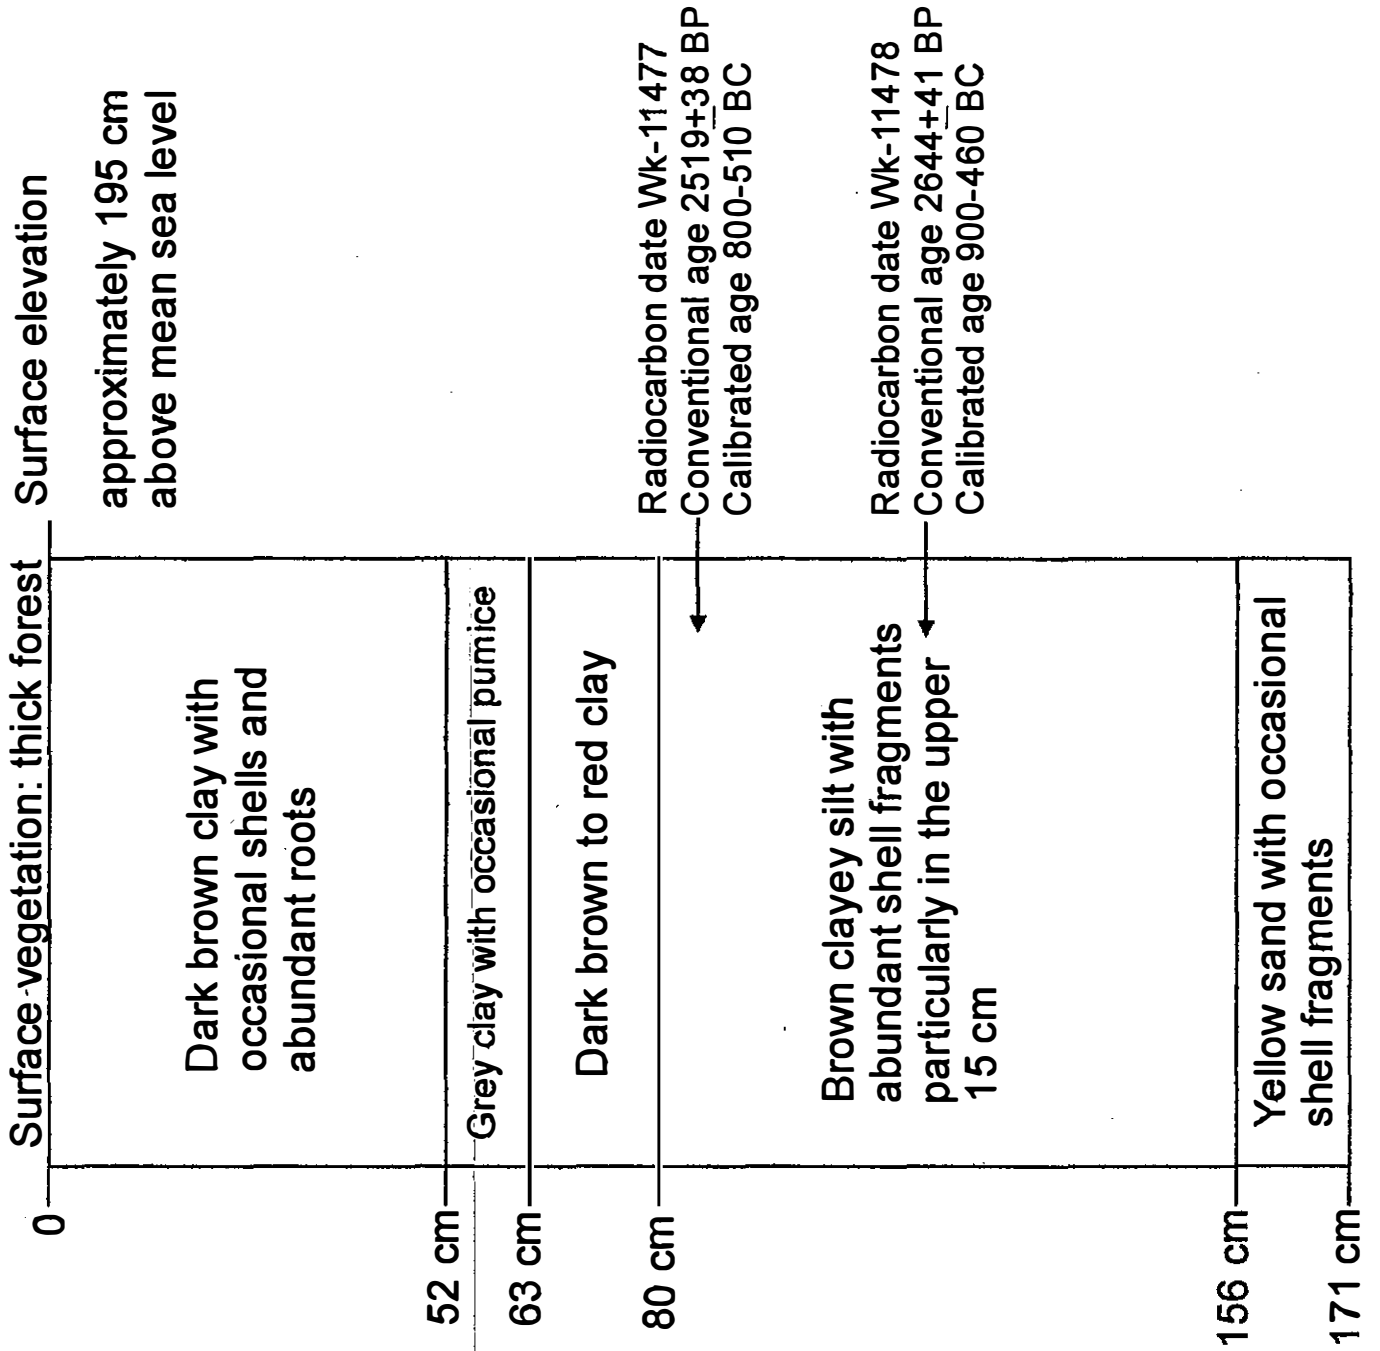 Surface vegetation: thick forest
Surface elevation
approximately 195 cm
above mean sea level
0
Dark brown clay with
occasional shells and
abundant roots
52 cm
Grey clay with occasional pumice
63 cm
Dark brown to red clay
80 cm
Radiocarbon date Wk-11477
Conventional age 2519±38 BP
Calibrated age 800-510 BC
Brown clayey silt with
abundant shell fragments
particularly in the upper
15 cm
Radiocarbon date Wk-11478
Conventional age 2644±41 BP
Calibrated age 900-460 BC
156 cm
Yellow sand with occasional
shell fragments
171 cm